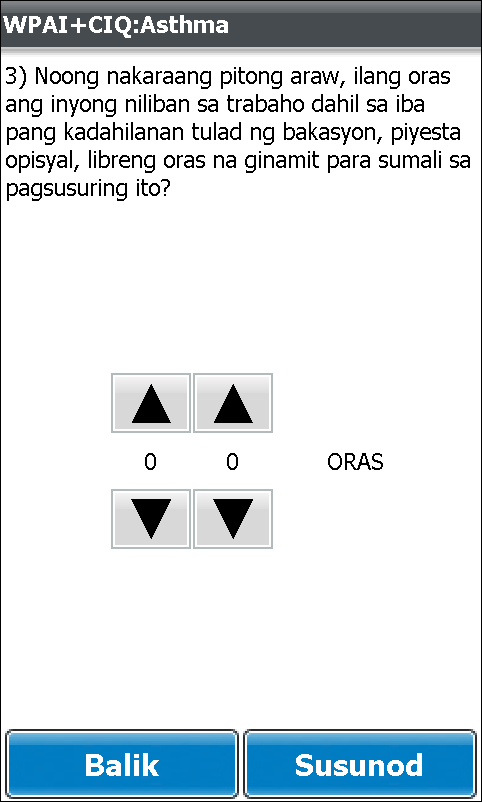 WPAI+CIQ:Asthma
3) Noong nakaraang pitong araw, ilang oras
ang inyong niliban sa trabaho dahil sa iba
pang kadahilanan tulad ng bakasyon, piyesta
opisyal, libreng oras na ginamit para sumali sa
pagsusuring ito?
0 0 ORAS
Balik Susunod